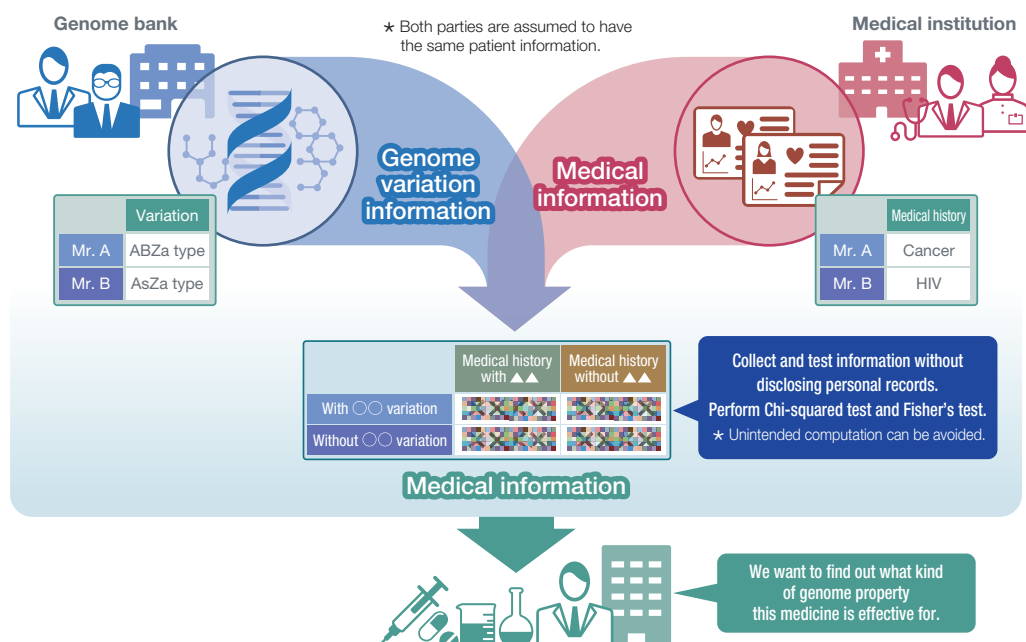 Genome bank
* Both parties are assumed to have
the same patient information.
Medical institution
Genome
variation
information
Medical
information
Variation
Mr. A ABZa type
Mr. B AsZa type
Medical history
Mr. A Cancer
Mr. B HIV
Medical history
with ▲▲
Medical history
without ▲▲
With ○○ variation
Without ○○ variation
Collect and test information without
disclosing personal records.
Perform Chi-squared test and Fisher's test.
* Unintended computation can be avoided.
Medical information
We want to find out what kind
of genome property
this medicine is effective for.